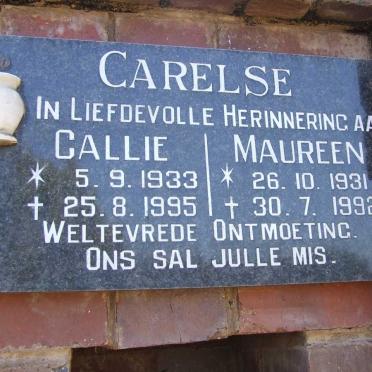 CARELSE
IN LIEFDEVOLLE HERINNERING AA
CALLIE MAUREEN
* 5.9.1933 * 26.10.1931
† 25.8.1995 † 30.7.1992
WELTEVREDE ONTMOETING.
ONS SAL JULLE MIS.